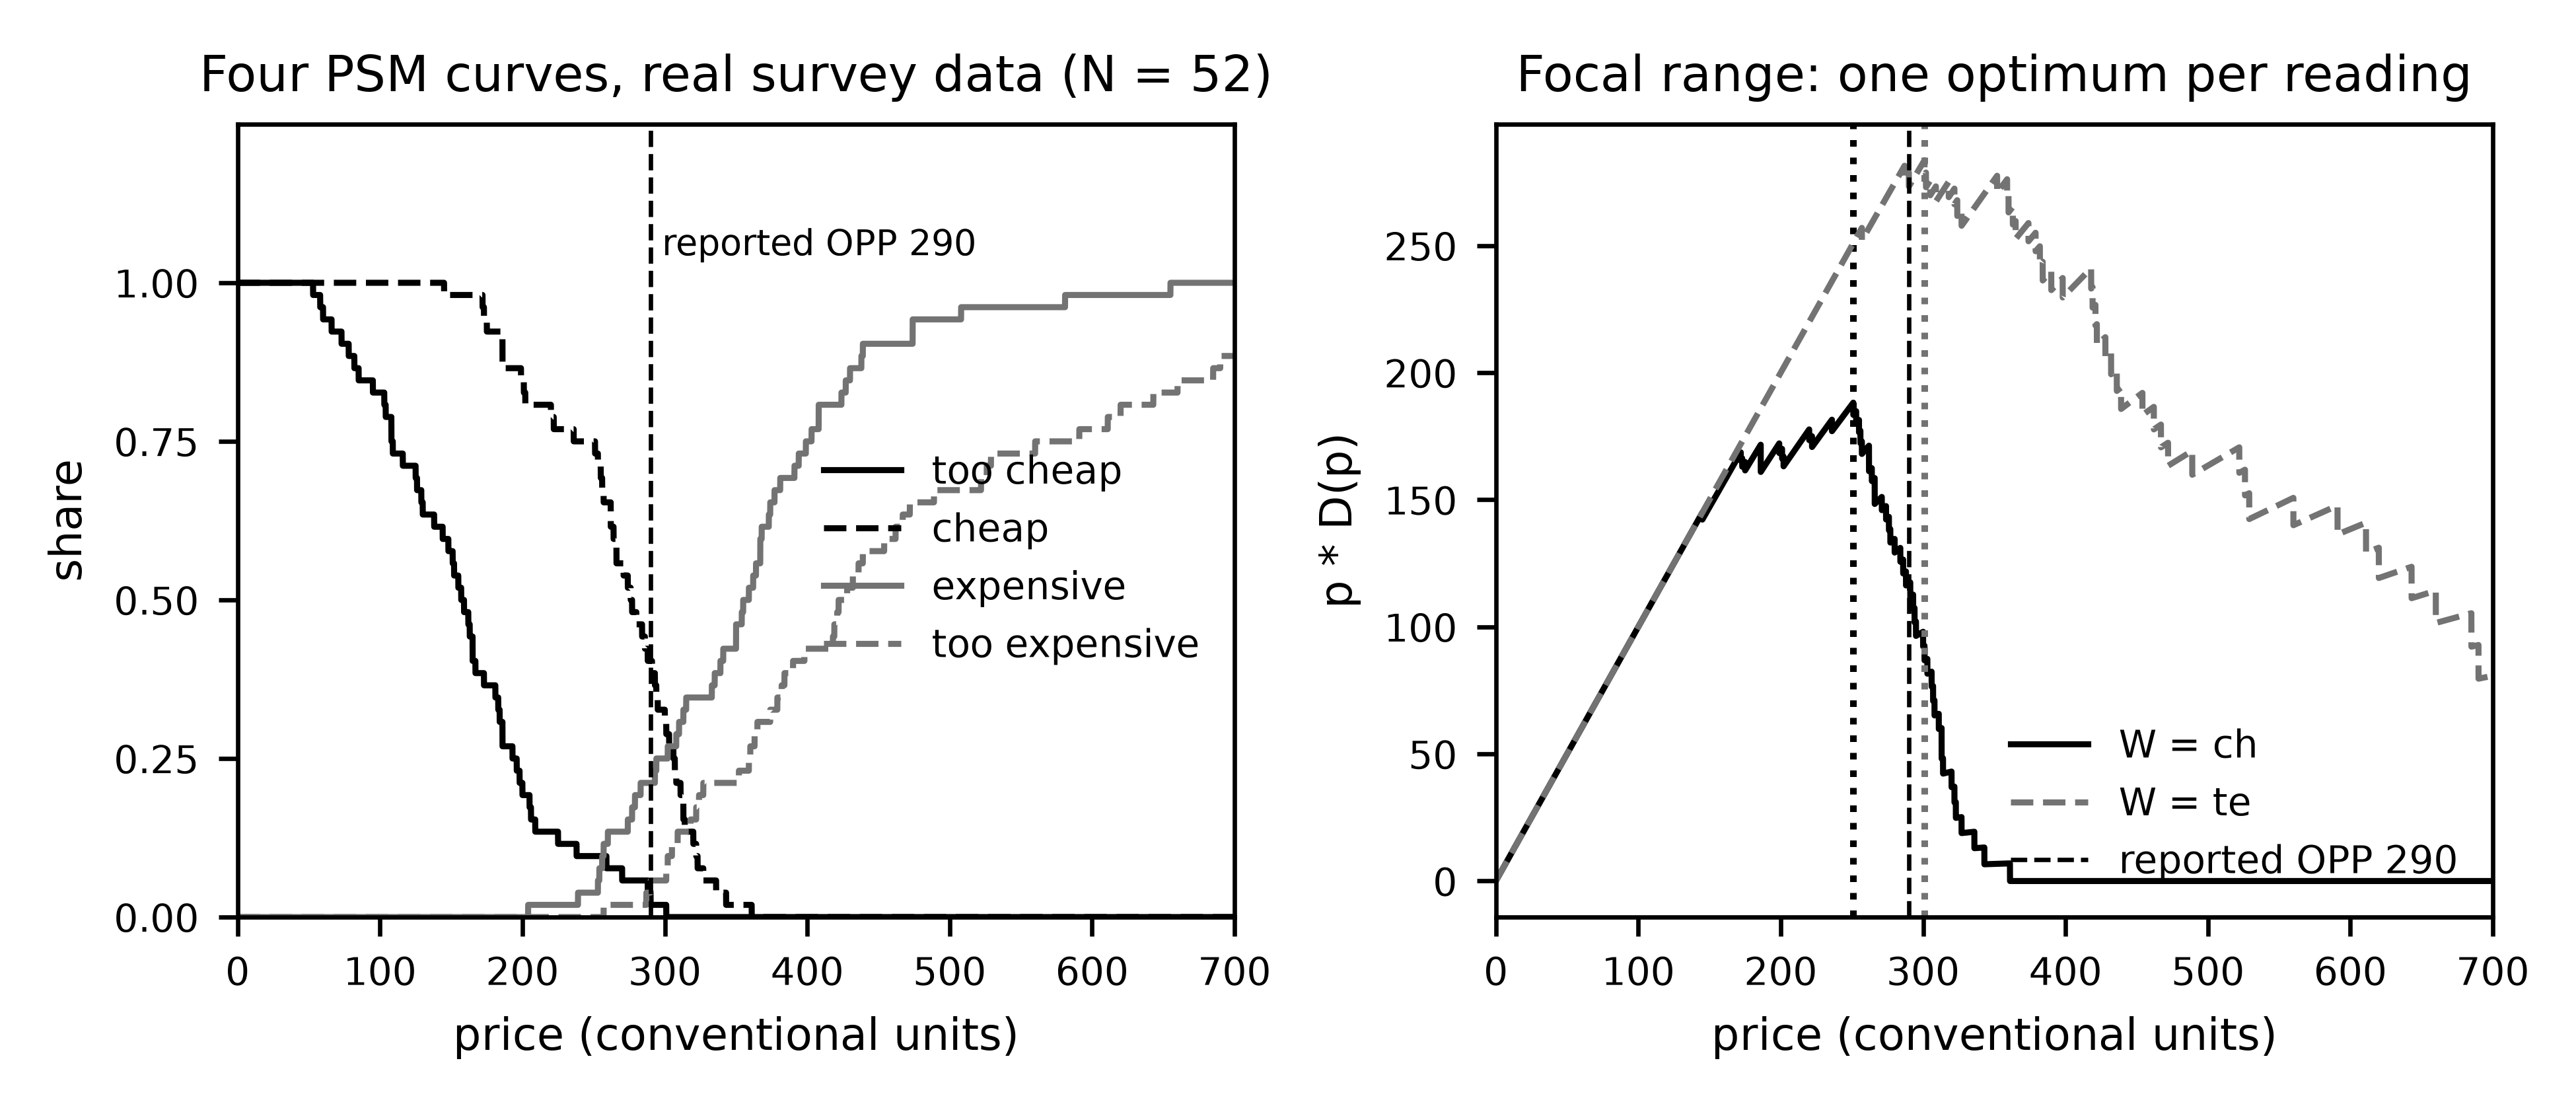 Four PSM curves, real survey data (N = 52)
reported OPP 290
share
1.00
0.75
0.50
0.25
0.00
too cheap
cheap
expensive
too expensive
0 100 200 300 400 500 600 700
price (conventional units)
Focal range: one optimum per reading
p * D(p)
250
200
150
100
50
0
W = ch
W = te
reported OPP 290
0 100 200 300 400 500 600 700
price (conventional units)